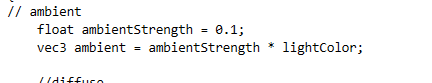 // ambient
float ambientStrength = 0.1;
vec3 ambient = ambientStrength * lightColor;
//diffuse